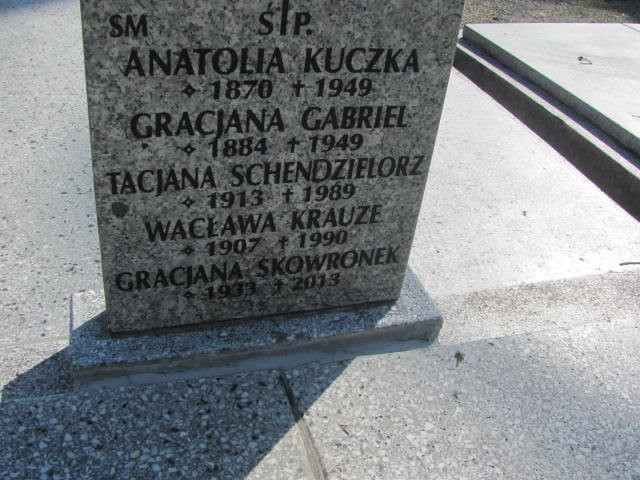 SM Ś†P.
ANATOLIA KUCZKA
⋄ 1870 † 1949
GRACJANA GABRIEL
⋄ 1884 † 1949
TACJANA SCHENDZIELORZ
⋄ 1913 † 1989
WACŁAWA KRAUZE
⋄ 1907 † 1990
GRACJANA SKOWRONEK
⋄ 1933 † 2013